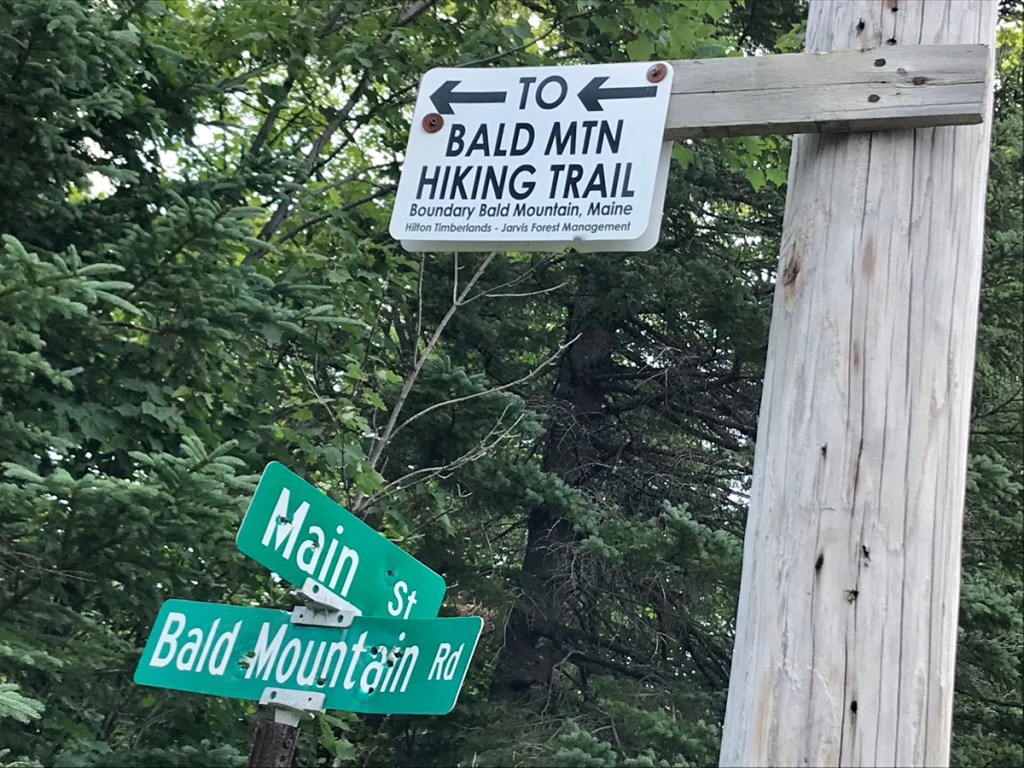 TO
BALD MTN
HIKING TRAIL
Boundary Bald Mountain, Maine
Hilton Timberlands - Jarvis Forest Management
Main St
Bald Mountain Rd